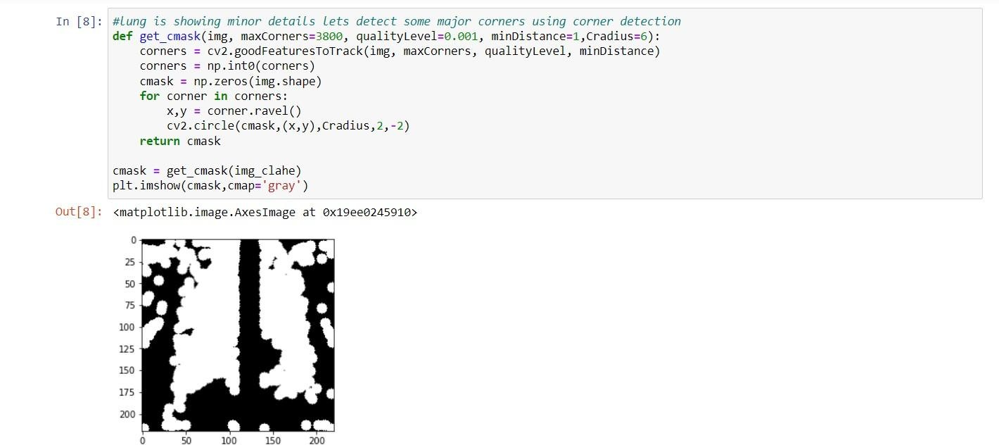 In [8]: #Lung is showing minor details lets detect some major corners using corner detection
def get_cmask(img, maxCorners=3800, qualityLevel=0.001, minDistance=1,Cradius=6):
    corners = cv2.goodFeaturesToTrack(img, maxCorners, qualityLevel, minDistance)
    corners = np.int0(corners)
    cmask = np.zeros(img.shape)
    for corner in corners:
        x,y = corner.ravel()
        cv2.circle(cmask,(x,y),Cradius,2,-2)
    return cmask
cmask = get_cmask(img_clahe)
plt.imshow(cmask,cmap='gray')
Out[8]: <matplotlib.image.AxesImage at 0x19ee0245910>
0
25
50
75
100
125
150
175
200
0 50 100 150 200